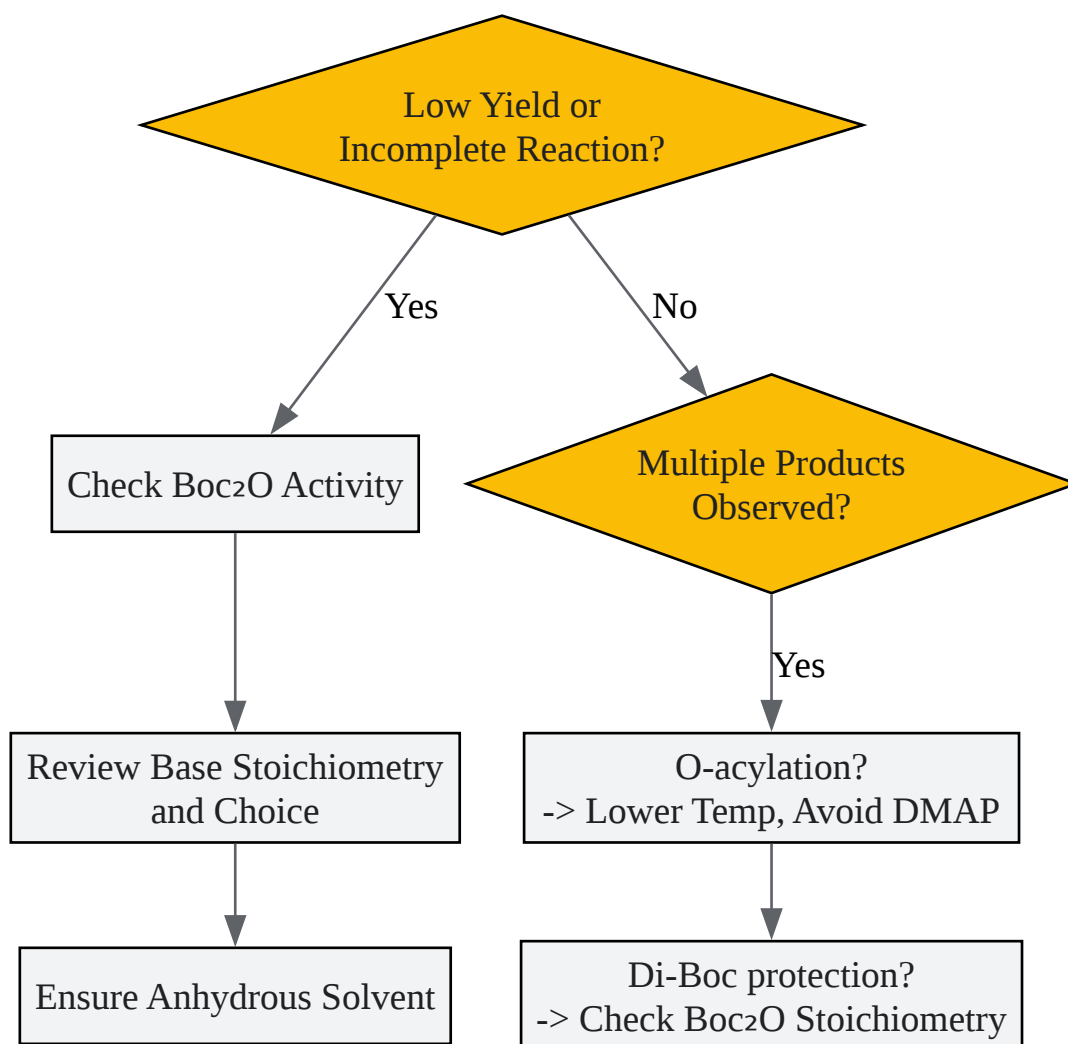 Low Yield or
Incomplete Reaction?
Yes
No
Check Boc₂O Activity
Multiple Products
Observed?
Yes
Review Base Stoichiometry
and Choice
O-acylation?
-> Lower Temp, Avoid DMAP
Ensure Anhydrous Solvent
Di-Boc protection?
-> Check Boc₂O Stoichiometry